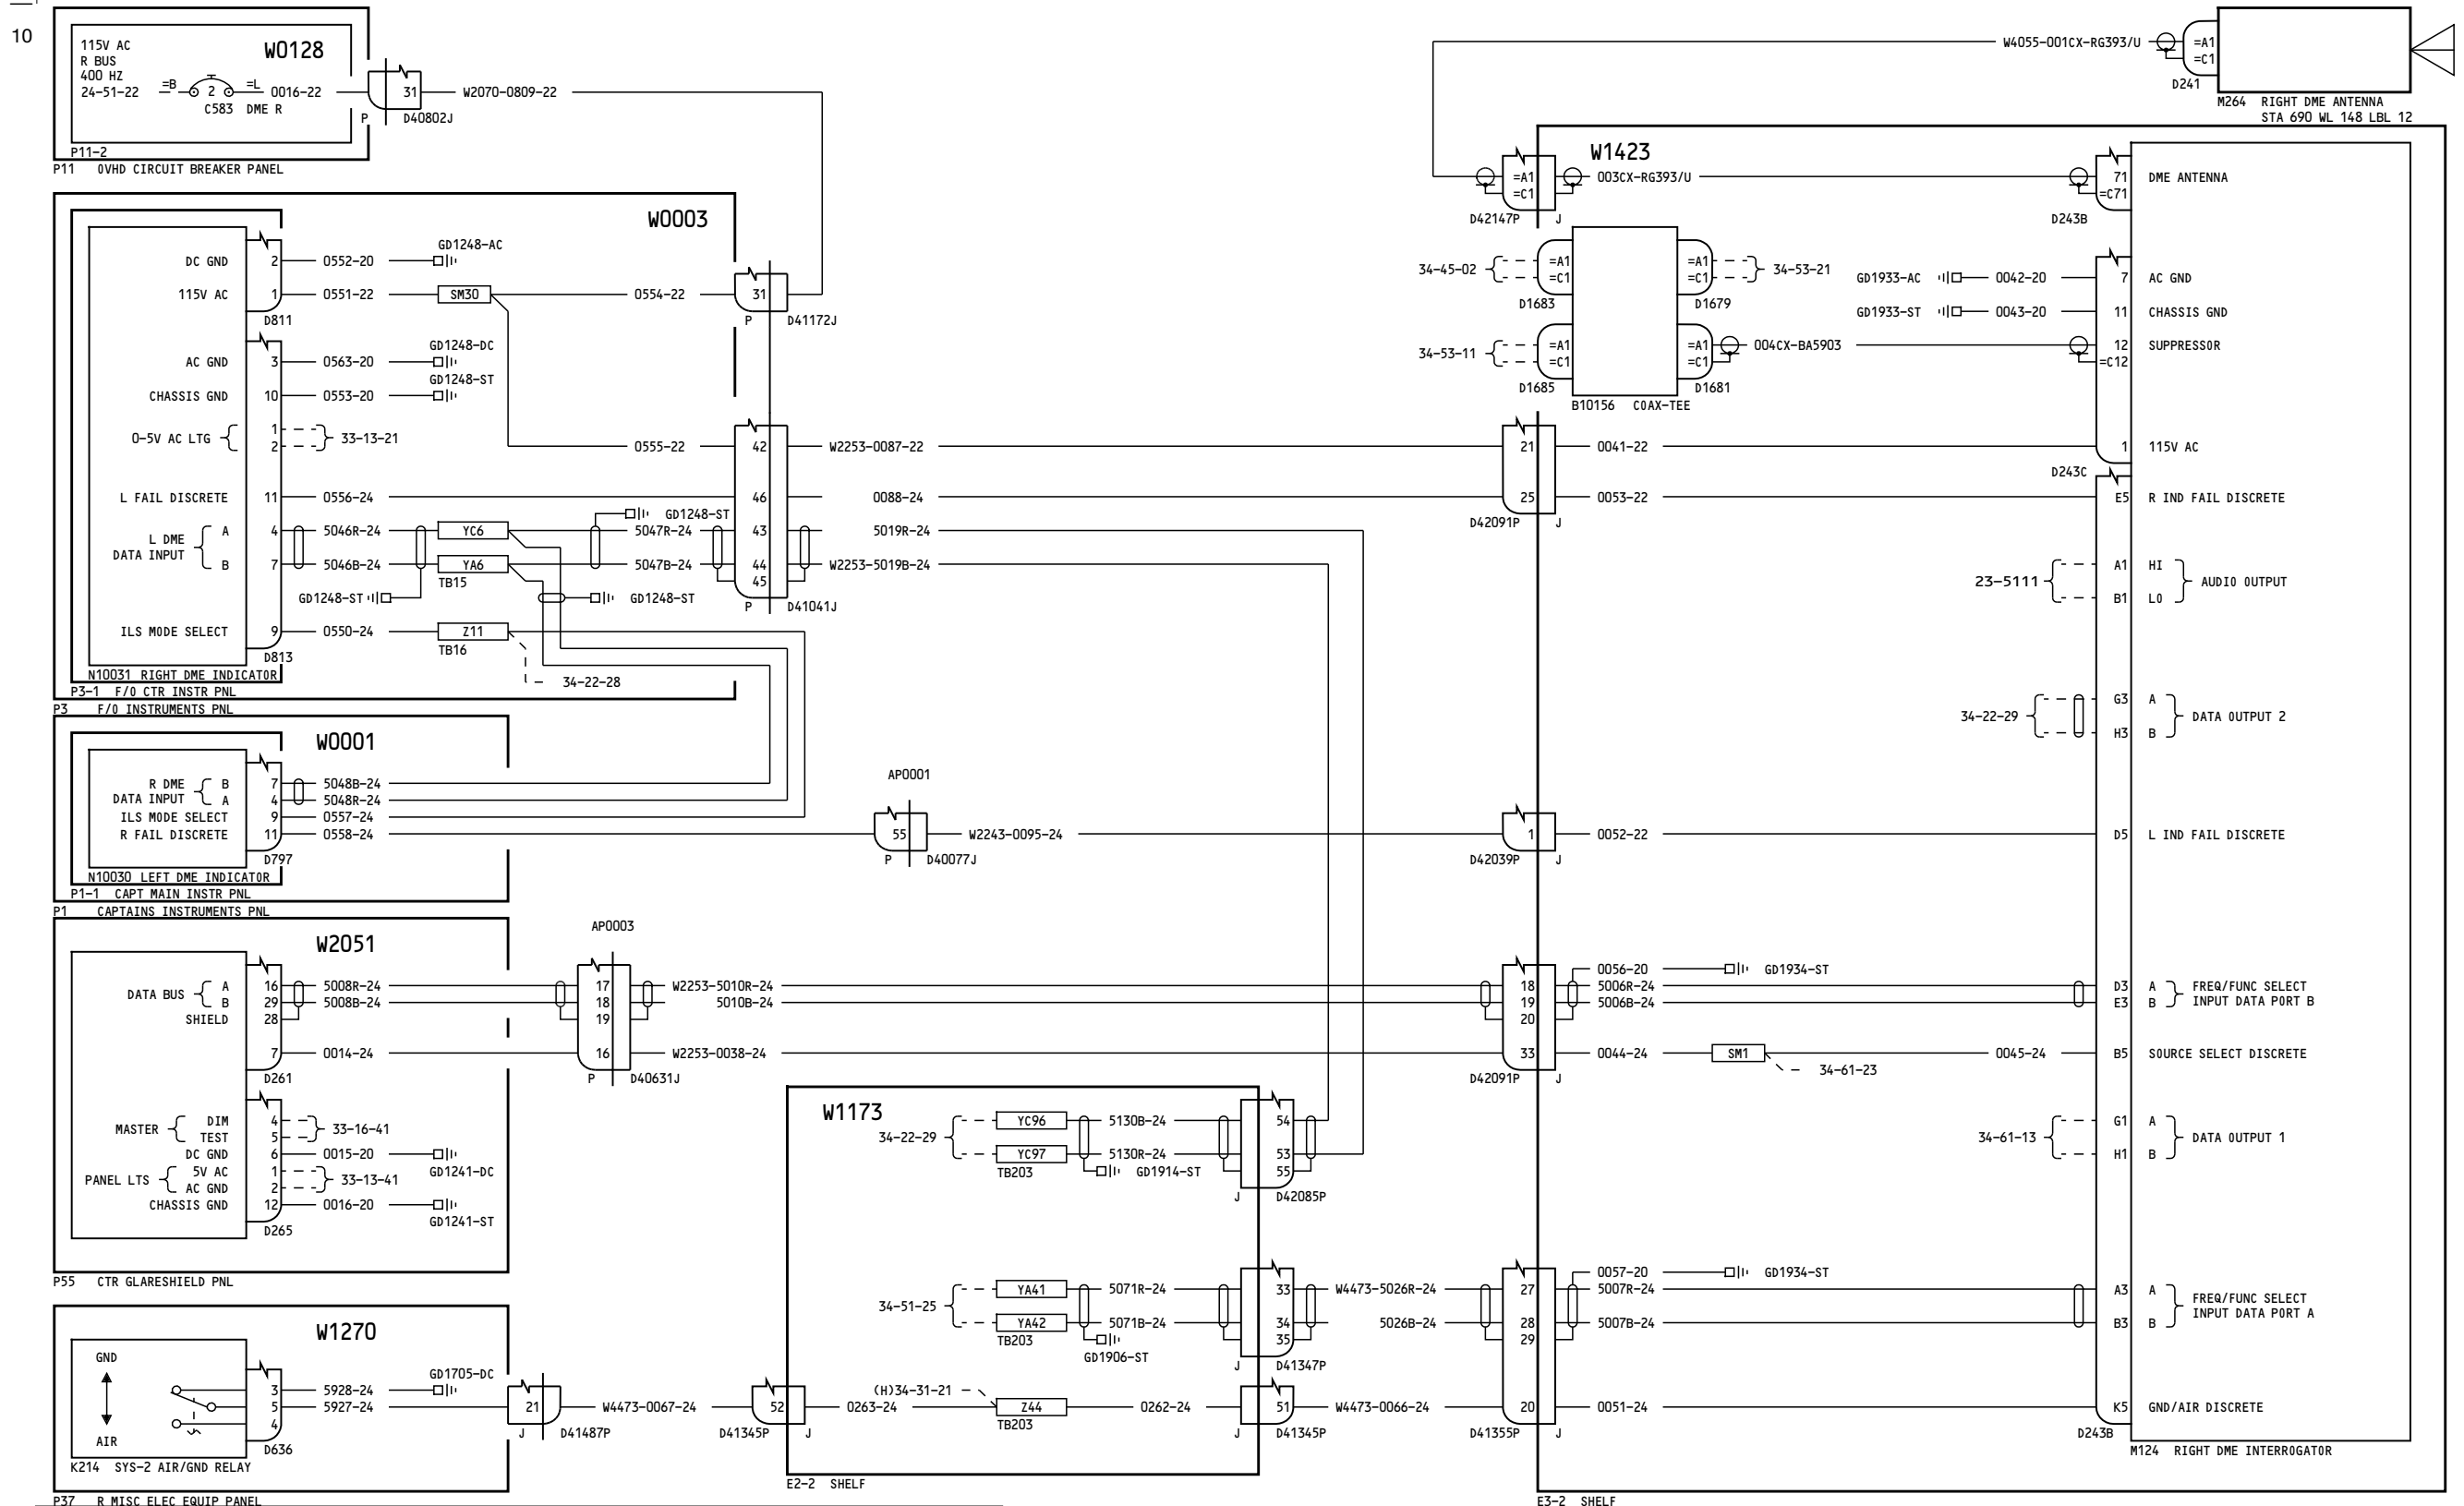 10
115V AC
R BUS
400 HZ
24-51-22
=B
2
=L
0016-22
C583 DME R
W0128
P11-2
P11 OVHD CIRCUIT BREAKER PANEL
31
P
D40802J
W2070-0809-22
W4055-001CX-RG393/U
=A1
=C1
D241
M264 RIGHT DME ANTENNA
STA 690 WL 148 LBL 12
W0003
DC GND
2
0552-20
GD1248-AC
115V AC
1
0551-22
SM30
0554-22
31
D811
P
D41172J
AC GND
3
0563-20
GD1248-DC
CHASSIS GND
10
0553-20
GD1248-ST
0-5V AC LTG
1
2
33-13-21
0555-22
42
W2253-0087-22
21
0041-22
L FAIL DISCRETE
11
0556-24
46
0088-24
25
0053-22
GD1248-ST
D42091P
J
L DME
DATA INPUT
A
4
5046R-24
YC6
5047R-24
43
5019R-24
B
7
5046B-24
YA6
5047B-24
44
W2253-5019B-24
45
TB15
GD1248-ST
GD1248-ST
P
D41041J
ILS MODE SELECT
9
0550-24
Z11
TB16
D813
34-22-28
N10031 RIGHT DME INDICATOR
P3-1 F/O CTR INSTR PNL
P3 F/O INSTRUMENTS PNL
W0001
R DME
DATA INPUT
B
7
5048B-24
A
4
5048R-24
ILS MODE SELECT
9
0557-24
R FAIL DISCRETE
11
0558-24
D797
AP0001
55
P
D40077J
W2243-0095-24
1
D42039P
J
0052-22
N10030 LEFT DME INDICATOR
P1-1 CAPT MAIN INSTR PNL
P1 CAPTAINS INSTRUMENTS PNL
W2051
AP0003
DATA BUS
A
16
5008R-24
17
W2253-5010R-24
18
B
29
5008B-24
18
5010B-24
19
SHIELD
28
19
20
7
0014-24
16
W2253-0038-24
33
D261
P
D40631J
D42091P
J
0056-20
GD1934-ST
5006R-24
5006B-24
0044-24
SM1
0045-24
34-61-23
MASTER
DIM
4
TEST
5
33-16-41
DC GND
6
0015-20
GD1241-DC
PANEL LTS
5V AC
1
AC GND
2
33-13-41
CHASSIS GND
12
0016-20
GD1241-ST
D265
P55 CTR GLARESHIELD PNL
W1173
34-22-29
YC96
5130B-24
54
YC97
5130R-24
53
TB203
GD1914-ST
55
J
D42085P
34-51-25
YA41
5071R-24
33
W4473-5026R-24
27
YA42
5071B-24
34
5026B-24
28
TB203
35
29
GD1906-ST
J
D41347P
0057-20
GD1934-ST
5007R-24
5007B-24
W1270
GND
AIR
3
5928-24
GD1705-DC
5
5927-24
4
D636
K214 SYS-2 AIR/GND RELAY
P37 R MISC ELEC EQUIP PANEL
21
J
D41487P
W4473-0067-24
52
D41345P
J
0263-24
(H)34-31-21
Z44
TB203
0262-24
51
J
D41345P
W4473-0066-24
20
D41355P
J
0051-24
E2-2 SHELF
W1423
=A1
=C1
D42147P
J
003CX-RG393/U
71
=C71
DME ANTENNA
D243B
34-45-02
=A1
=C1
D1683
=A1
=C1
D1679
34-53-21
34-53-11
=A1
=C1
D1685
=A1
=C1
D1681
004CX-BA5903
B10156 COAX-TEE
GD1933-AC
0042-20
7
AC GND
GD1933-ST
0043-20
11
CHASSIS GND
12
=C12
SUPPRESSOR
1
115V AC
D243C
E5
R IND FAIL DISCRETE
23-5111
A1
HI
B1
LO
AUDIO OUTPUT
34-22-29
G3
A
H3
B
DATA OUTPUT 2
D5
L IND FAIL DISCRETE
D3
A
E3
B
FREQ/FUNC SELECT
INPUT DATA PORT B
B5
SOURCE SELECT DISCRETE
34-61-13
G1
A
H1
B
DATA OUTPUT 1
A3
A
B3
B
FREQ/FUNC SELECT
INPUT DATA PORT A
K5
GND/AIR DISCRETE
D243B
M124 RIGHT DME INTERROGATOR
E3-2 SHELF